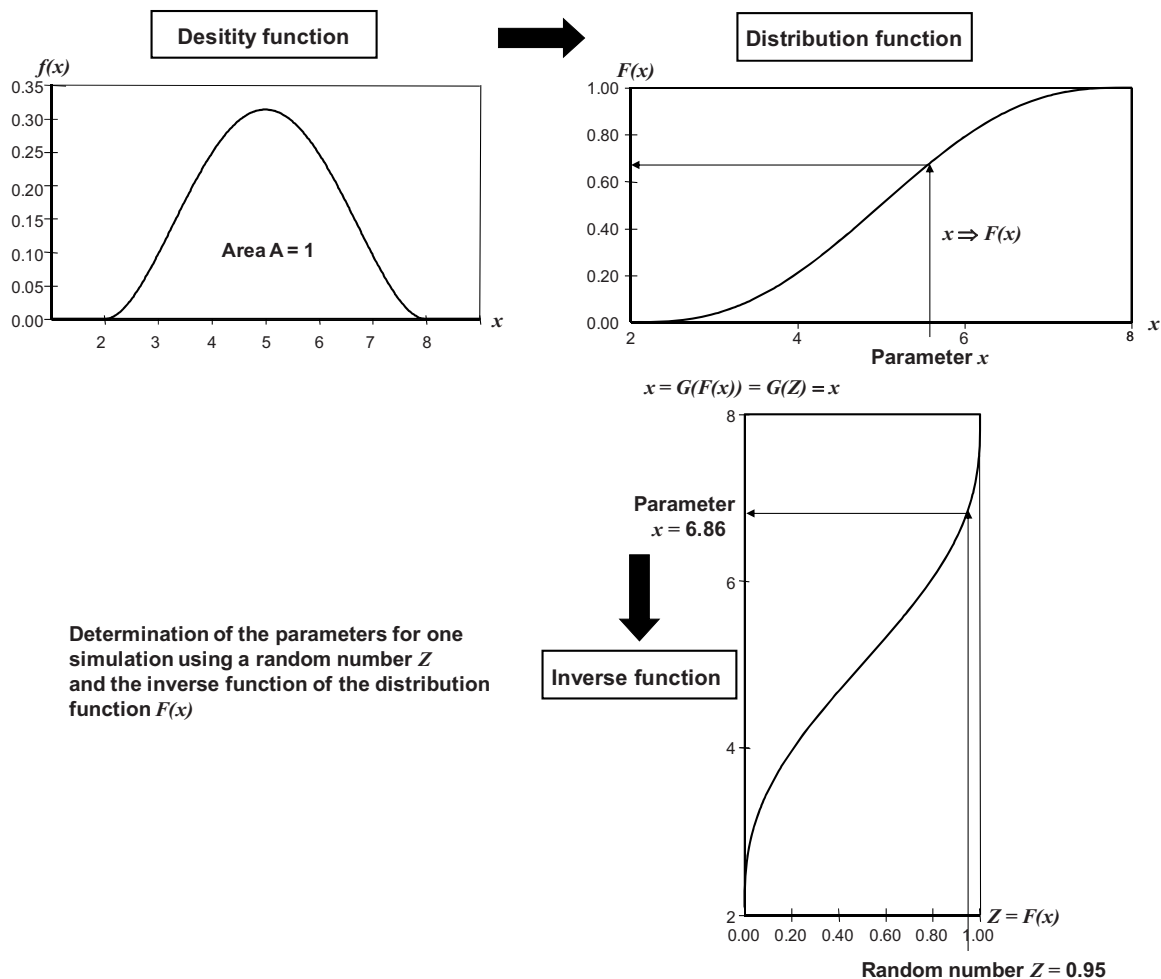 Desitity function
Distribution function
f(x)
0.35
0.30
0.25
0.20
0.15
0.10
0.05
0.00
Area A = 1
2 3 4 5 6 7 8
x
F(x)
1.00
0.80
0.60
0.40
0.20
0.00
x ⇒ F(x)
2 4 6 8
x
Parameter x
x = G(F(x)) = G(Z) = x
8
Parameter
x = 6.86
6
Determination of the parameters for one
simulation using a random number Z
and the inverse function of the distribution
function F(x)
Inverse function
4
2
Z = F(x)
0.00 0.20 0.40 0.60 0.80 1.00
Random number Z = 0.95